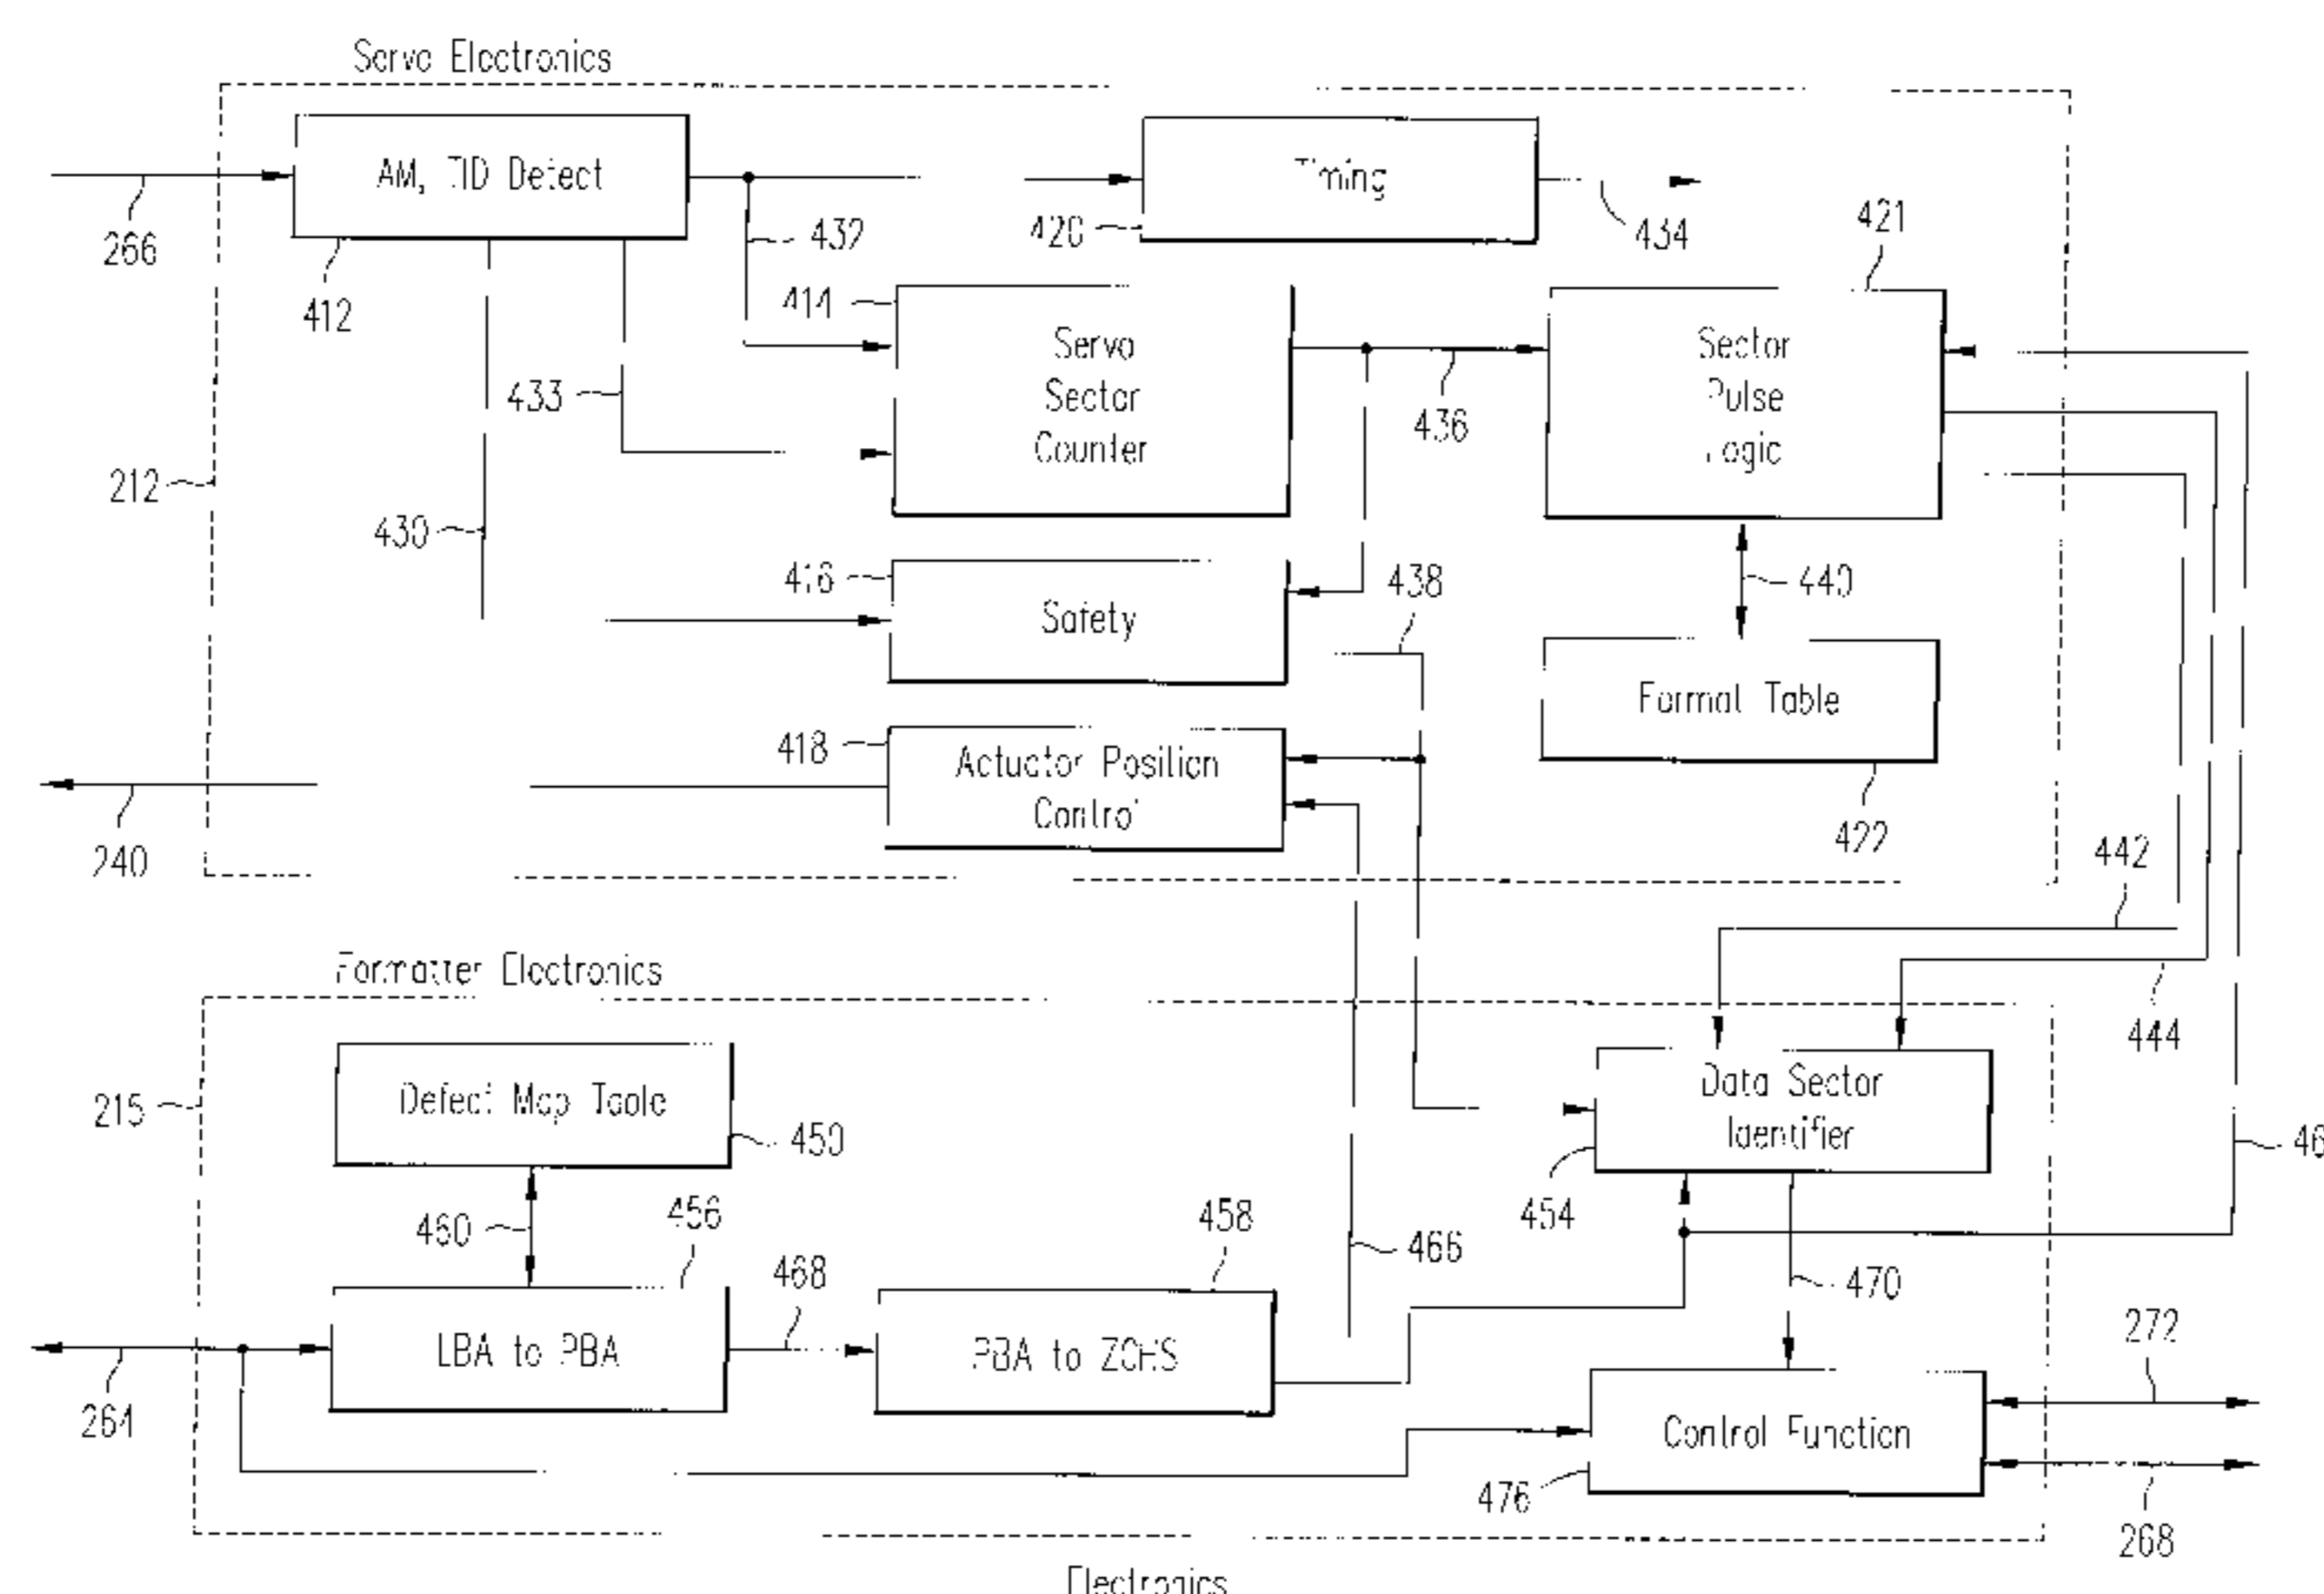 Servo Electronics
AM, TID Detect
Timing
266
412
432
420
434
421
414
Servo
Sector
Counter
Sector
Pulse
Logic
433
436
212
430
416
Safety
438
440
Format Table
418
Actuator Position
Control
422
240
442
Formatter Electronics
444
215
Defect Map Table
450
Data Sector
Identifier
46
454
460
456
458
466
468
470
272
LBA to PBA
PBA to ZCHS
264
Control Function
476
268
Electronics